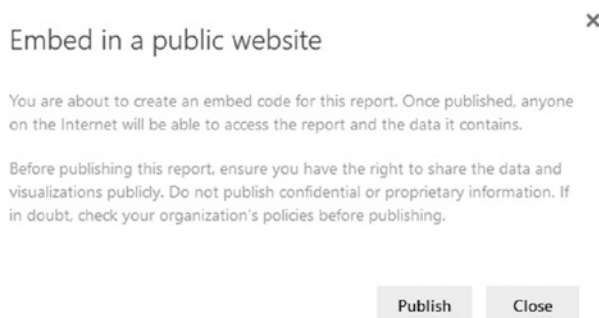 Embed in a public website
You are about to create an embed code for this report. Once published, anyone
on the Internet will be able to access the report and the data it contains.
Before publishing this report, ensure you have the right to share the data and
visualizations publicly. Do not publish confidential or proprietary information. If
in doubt, check your organization's policies before publishing.
Publish Close